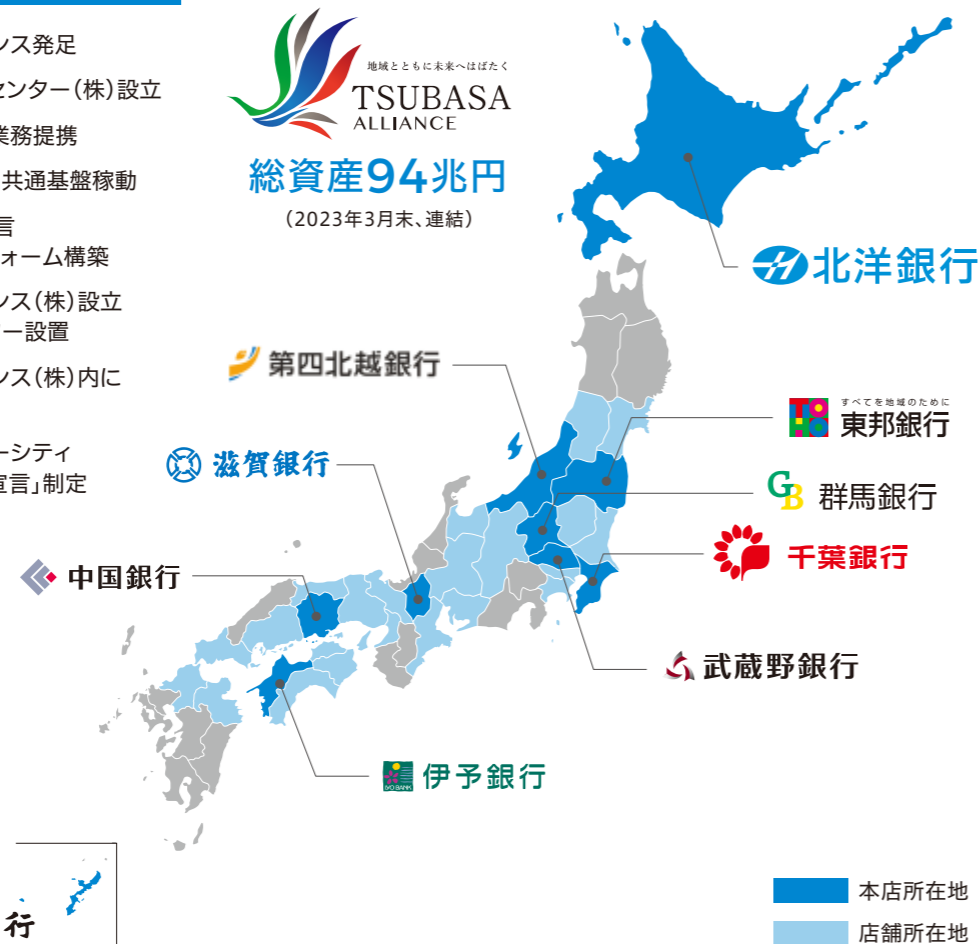 ンス発足
センター(株)設立
業務提携
共通基盤稼動
言
ォーム構築
ンス(株)設立
ー設置
ンス(株)内に
ーシティ
宣言」制定
地域とともに未来へはばたく
TSUBASA
ALLIANCE
総資産94兆円
(2023年3月末、連結)
北洋銀行
第四北越銀行
すべてを地域のために
TOHO
東邦銀行
滋賀銀行
GB 群馬銀行
千葉銀行
中国銀行
武蔵野銀行
IYO BANK
伊予銀行
行
本店所在地
店舗所在地